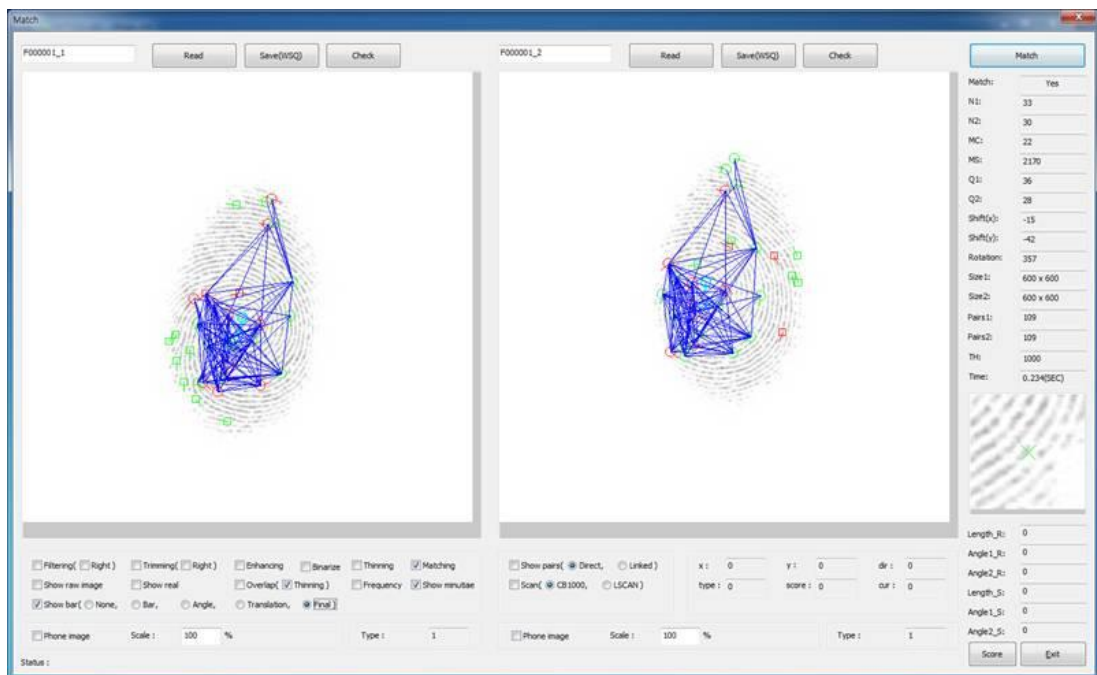 Match
F000001_1 Read Save(WSQ) Check F000001_2 Read Save(WSQ) Check Match
Match: Yes
N1: 33
N2: 30
MC: 22
MS: 2170
Q1: 36
Q2: 28
Shift(x): -15
Shift(y): -42
Rotation: 357
Size1: 600 x 600
Size2: 600 x 600
Pairs1: 109
Pairs2: 109
TH: 1000
Time: 0.234(SEC)
Length_R: 0
Angle1_R: 0
Angle2_R: 0
Length_S: 0
Angle1_S: 0
Angle2_S: 0
Filtering( Right ) Trimming( Right ) Enhancing Binarize Thinning Matching
Show raw image Show real Overlap( Thinning ) Frequency Show minutiae
Show bar( None, Bar, Angle, Translation, Final )
Phone image Scale : 100 % Type : 1
Show pairs( Direct, Linked ) x : 0 y : 0 dir : 0
Scan( CB1000, LSCAN ) type : 0 score : 0 cur : 0
Phone image Scale : 100 % Type : 1
Score Exit
Status :